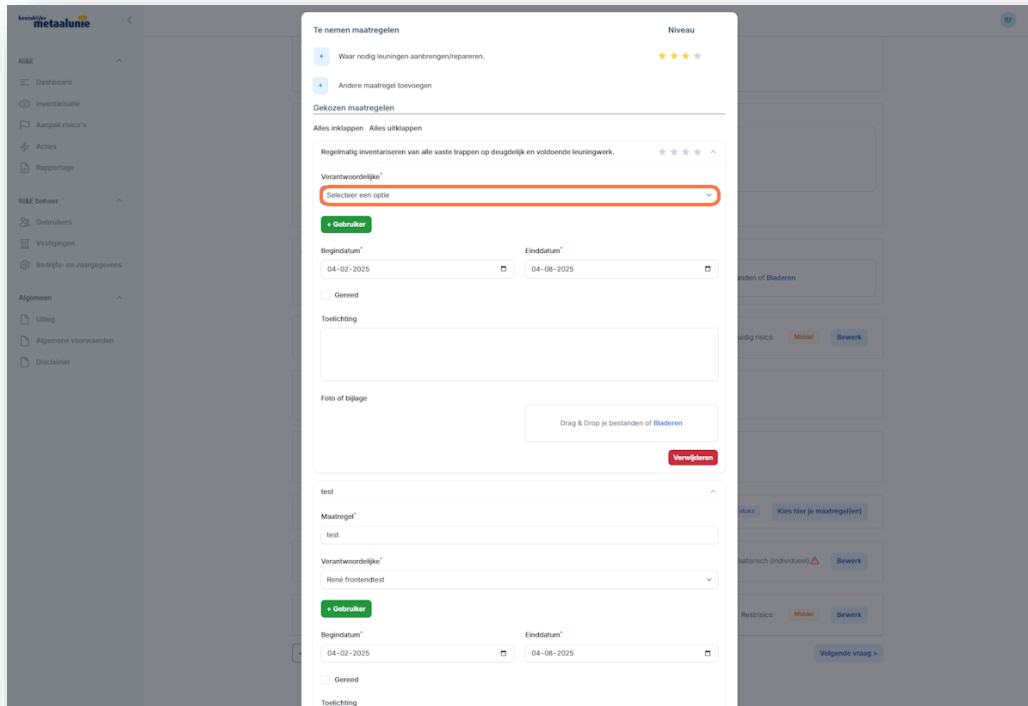 koninklijke
metaalunie
RF
RI&E
Dashboard
Inventarisatie
Aanpak risico's
Acties
Rapportage
RI&E beheer
Gebruikers
Vestigingen
Bedrijfs- en Jaargegevens
Algemeen
Uitleg
Algemene voorwaarden
Disclaimer
Te nemen maatregelen Niveau
+ Waar nodig leuningen aanbrengen/repareren.
+ Andere maatregel toevoegen
Gekozen maatregelen
Alles inklappen Alles uitklappen
Regelmatig inventariseren van alle vaste trappen op deugdelijk en voldoende leuningwerk.
Verantwoordelijke*
Selecteer een optie
+ Gebruiker
Begindatum* Einddatum*
04-02-2025 04-08-2025
Gereed
Toelichting
Foto of bijlage
Drag & Drop je bestanden of Bladeren
Verwijderen
test
Maatregel*
test
Verantwoordelijke*
René frontendtest
+ Gebruiker
Begindatum* Einddatum*
04-02-2025 04-08-2025
Gereed
Toelichting
anden of Bladeren
uidig risico Middel Bewerk
stuks Kies hier je maatregel(en)
satorisch (individueel) Bewerk
Restrisico Middel Bewerk
Volgende vraag >